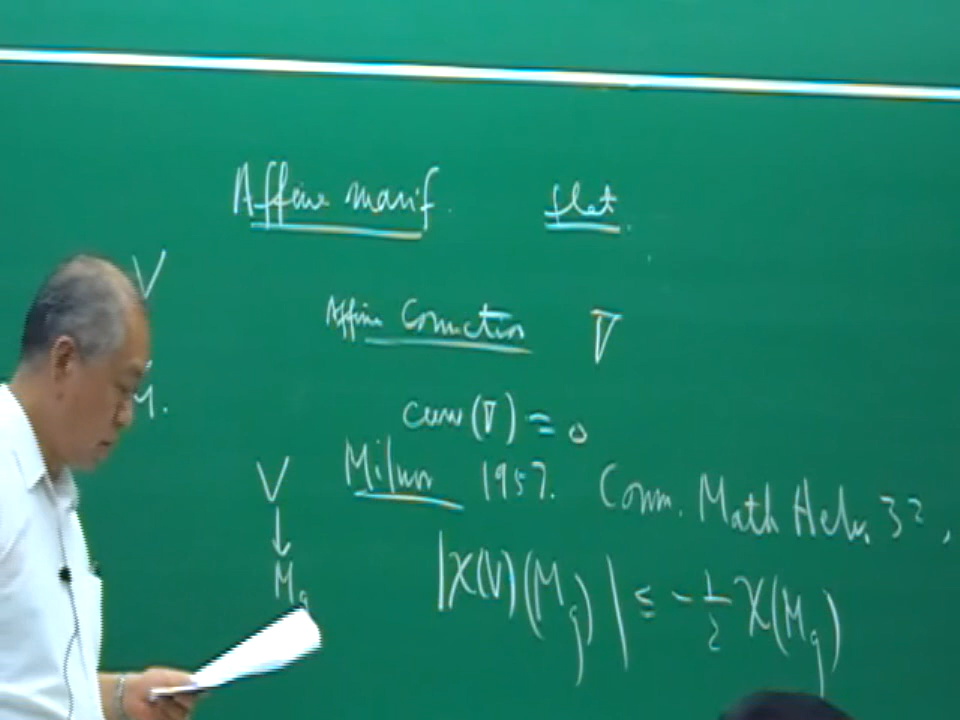 Affine manif. flat.
V
Affine Connection ∇
M.
curv(∇) = 0
Milnor 1957. Comm. Math Helv. 32,
V
↓
M_g
|χ(V)(M_g)| ≤ -1/2 χ(M_g)